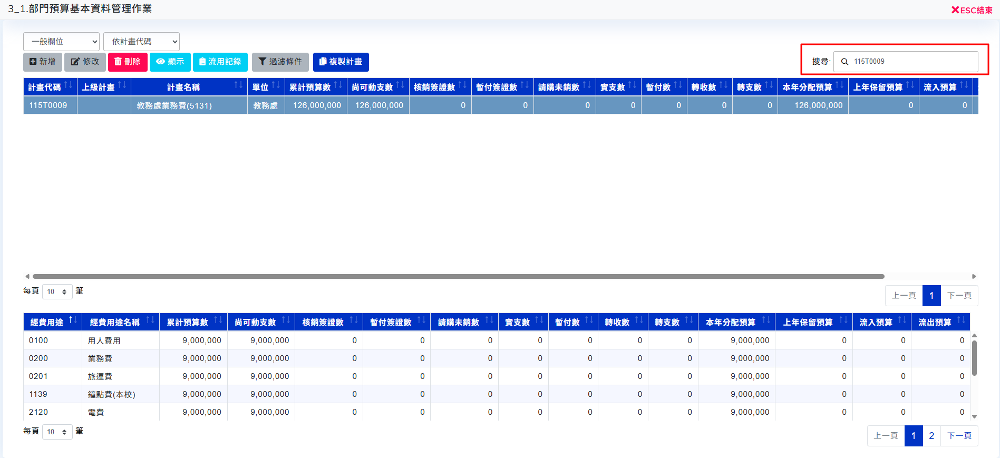 3_1.部門預算基本資料管理作業
ESC結束
一般欄位 依計畫代碼
新增 修改 刪除 顯示 流用記錄 過濾條件 複製計畫
搜尋: 115T0009
計畫代碼 上級計畫 計畫名稱 單位 累計預算數 尚可動支數 核銷簽證數 暫付簽證數 請購未銷數 實支數 暫付數 轉收數 轉支數 本年分配預算 上年保留預算 流入預算
115T0009 教務處業務費(5131) 教務處 126,000,000 126,000,000 0 0 0 0 0 0 0 126,000,000 0 0
每頁 10 筆
上一頁 1 下一頁
經費用途 經費用途名稱 累計預算數 尚可動支數 核銷簽證數 暫付簽證數 請購未銷數 實支數 暫付數 轉收數 轉支數 本年分配預算 上年保留預算 流入預算 流出預算
0100 用人費用 9,000,000 9,000,000 0 0 0 0 0 0 0 9,000,000 0 0 0
0200 業務費 9,000,000 9,000,000 0 0 0 0 0 0 0 9,000,000 0 0 0
0201 旅運費 9,000,000 9,000,000 0 0 0 0 0 0 0 9,000,000 0 0 0
1139 鐘點費(本校) 9,000,000 9,000,000 0 0 0 0 0 0 0 9,000,000 0 0 0
2120 電費 9,000,000 9,000,000 0 0 0 0 0 0 0 9,000,000 0 0 0
每頁 10 筆
上一頁 1 2 下一頁